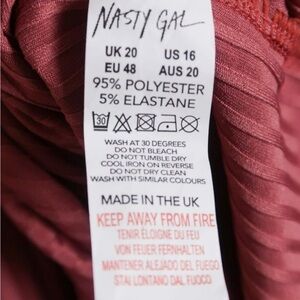 NASTY GAL
UK 20 US 16
EU 48 AUS 20
95% POLYESTER
5% ELASTANE
30
WASH AT 30 DEGREES
DO NOT BLEACH
DO NOT TUMBLE DRY
COOL IRON ON REVERSE
DO NOT DRY CLEAN
WASH WITH SIMILAR COLOURS
MADE IN THE UK
KEEP AWAY FROM FIRE
TENIR ÉLOIGNE DU FEU
VON FEUER FERNHALTEN
MANTENER ALEJADO DEL FUEGO
STAI LONTANO DAL FUOCO